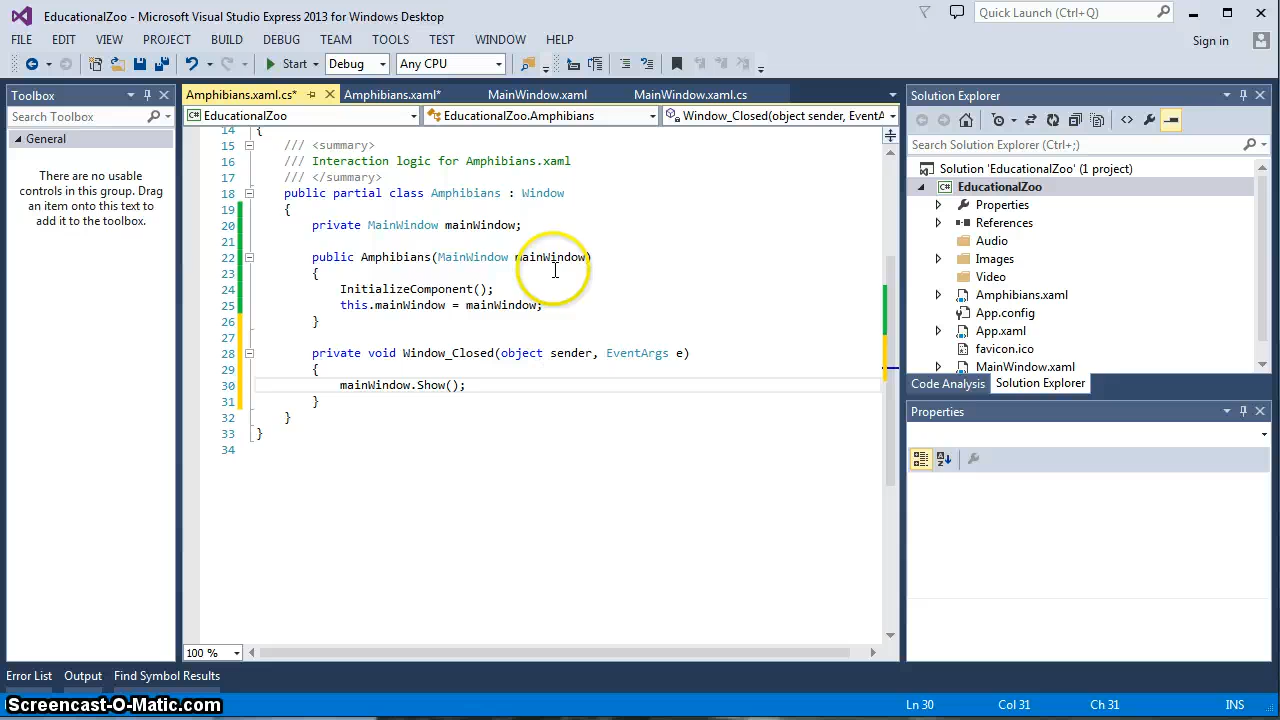 EducationalZoo - Microsoft Visual Studio Express 2013 for Windows Desktop
Quick Launch (Ctrl+Q)
FILE EDIT VIEW PROJECT BUILD DEBUG TEAM TOOLS TEST WINDOW HELP
Sign in
Start Debug Any CPU
Toolbox
Search Toolbox
General
There are no usable
controls in this group. Drag
an item onto this text to
add it to the toolbox.
Amphibians.xaml.cs* Amphibians.xaml* MainWindow.xaml MainWindow.xaml.cs
EducationalZoo EducationalZoo.Amphibians Window_Closed(object sender, EventA
14 {
15 /// <summary>
16 /// Interaction logic for Amphibians.xaml
17 /// </summary>
18 public partial class Amphibians : Window
19 {
20 private MainWindow mainWindow;
21
22 public Amphibians(MainWindow mainWindow)
23 {
24 InitializeComponent();
25 this.mainWindow = mainWindow;
26 }
27
28 private void Window_Closed(object sender, EventArgs e)
29 {
30 mainWindow.Show();
31 }
32 }
33 }
34
100 %
Solution Explorer
Search Solution Explorer (Ctrl+;)
Solution 'EducationalZoo' (1 project)
EducationalZoo
Properties
References
Audio
Images
Video
Amphibians.xaml
App.config
App.xaml
favicon.ico
MainWindow.xaml
Code Analysis Solution Explorer
Properties
Error List Output Find Symbol Results
Screencast-O-Matic.com
Ln 30 Col 31 Ch 31 INS